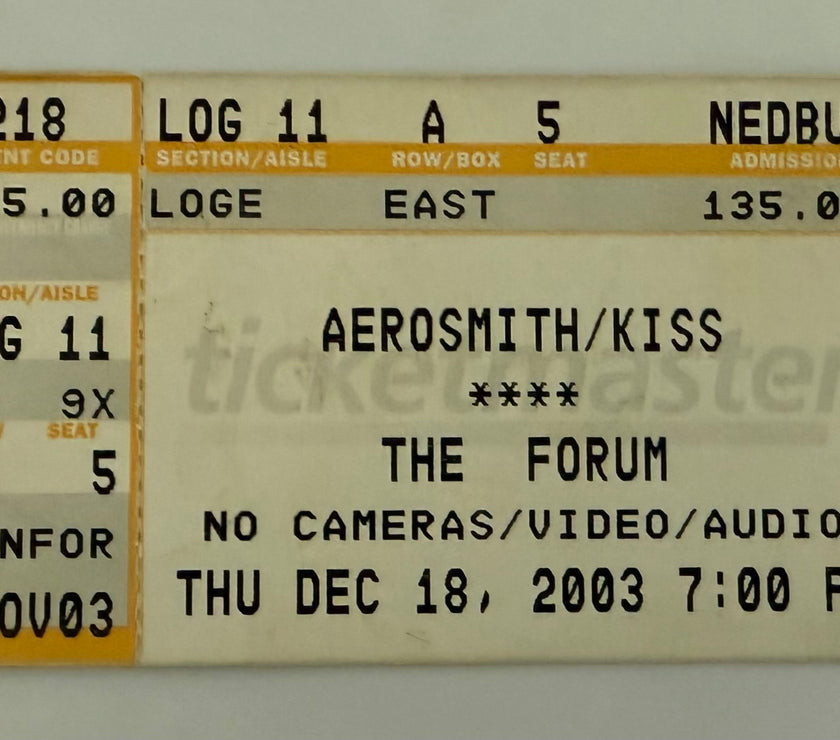 218
ENT CODE
5.00
ON/AISLE
G 11
9X
SEAT
5
NFOR
OV03
LOG 11 A 5 NEDBU
SECTION/AISLE ROW/BOX SEAT ADMISSIO
LOGE EAST 135.0
ticketmaster
AEROSMITH/KISS
****
THE FORUM
NO CAMERAS/VIDEO/AUDIO
THU DEC 18, 2003 7:00 P